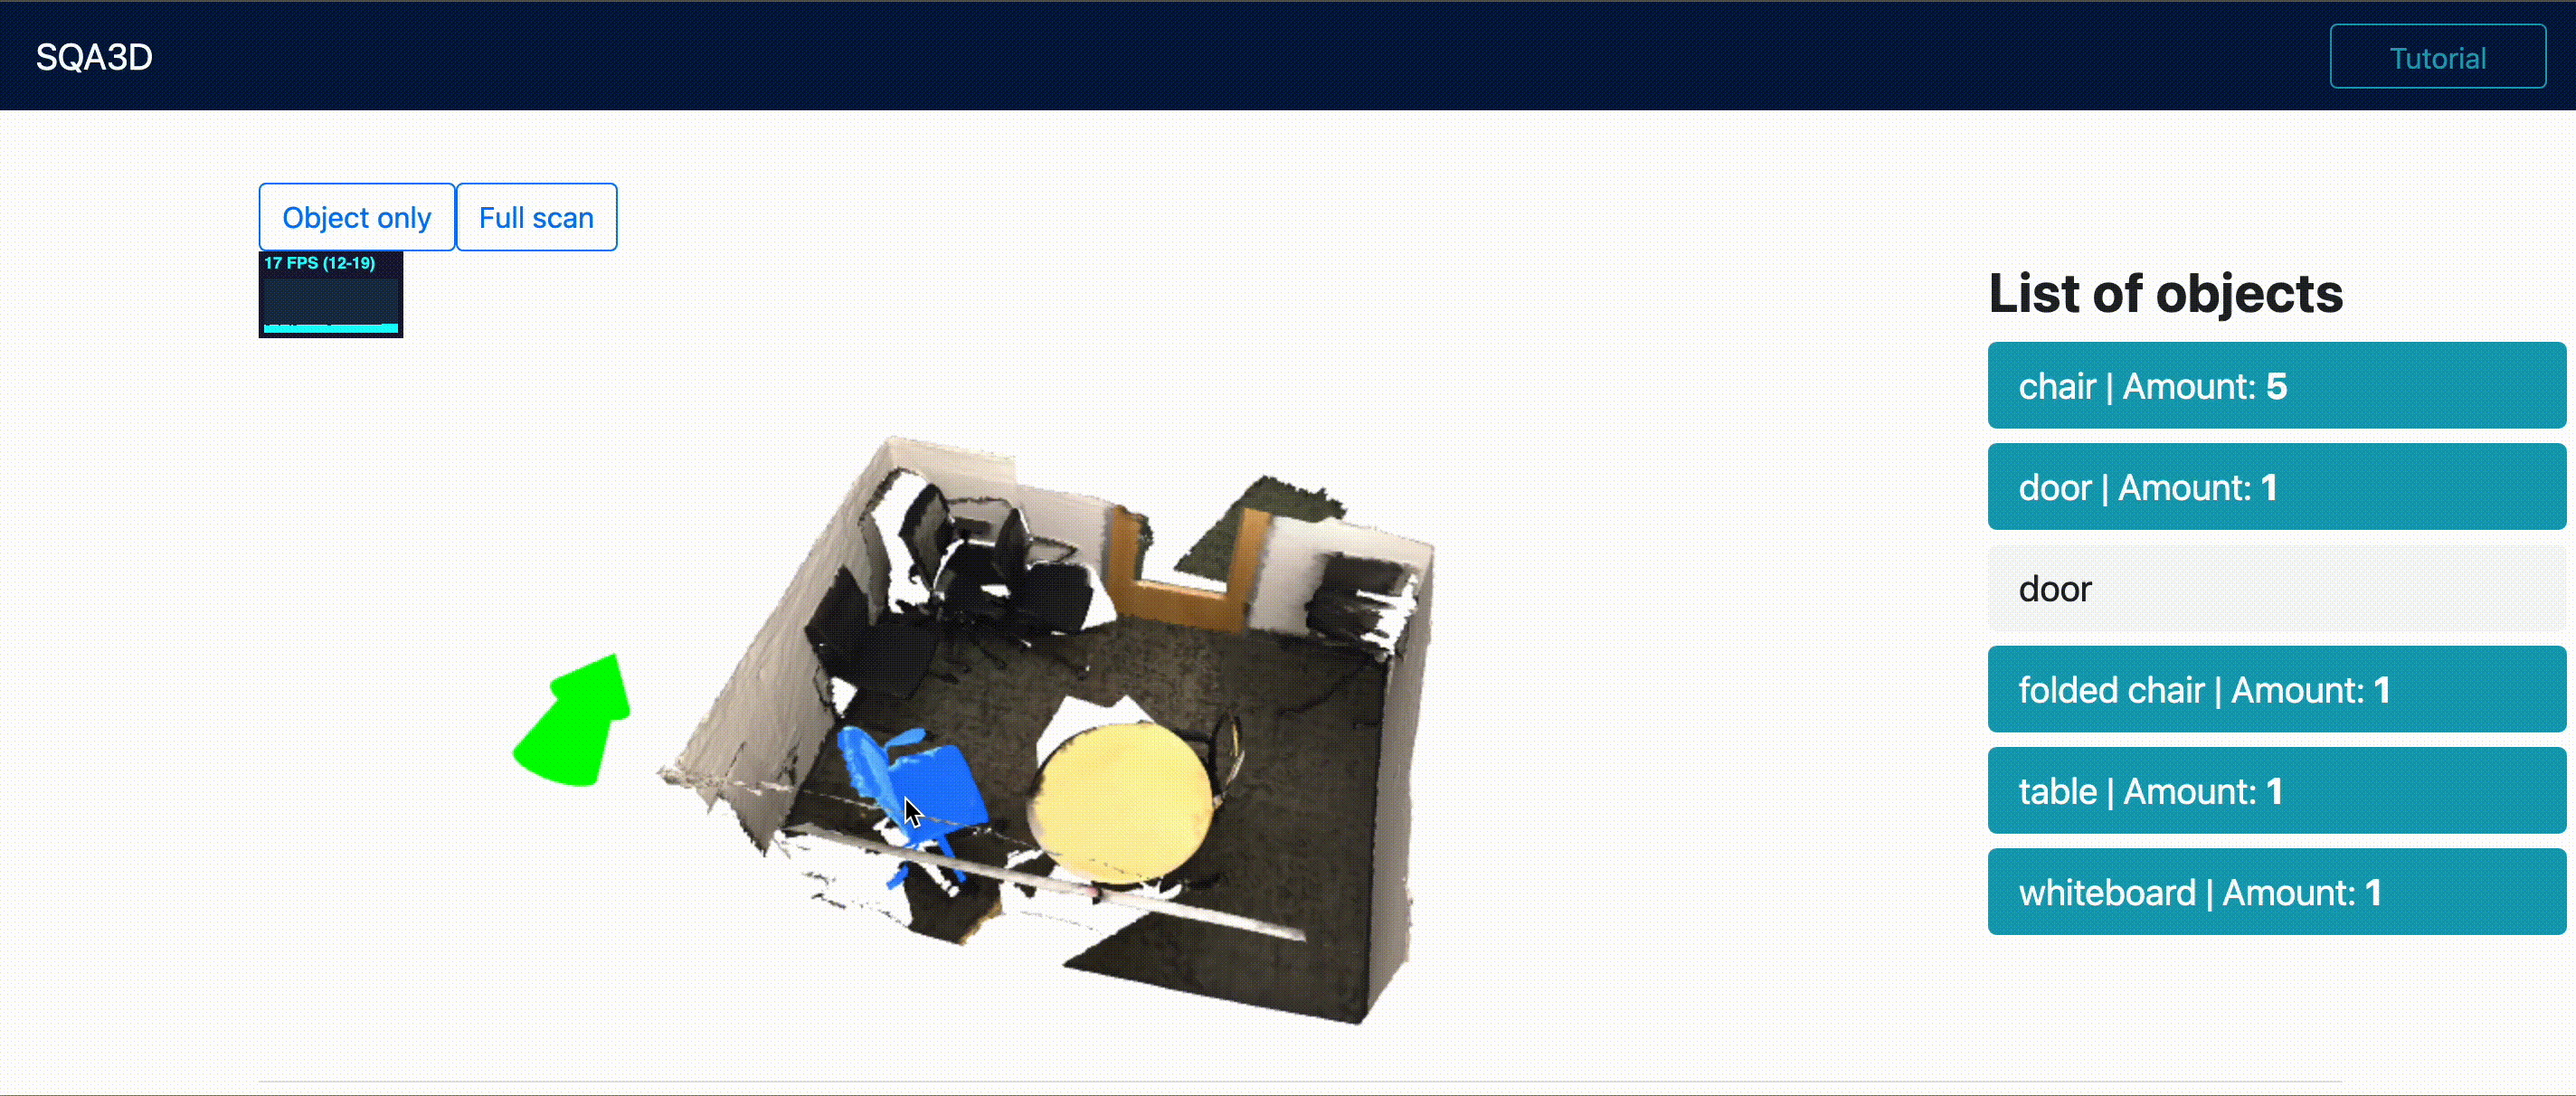 SQA3D
Tutorial
Object only
Full scan
17 FPS (12-19)
List of objects
chair | Amount: 5
door | Amount: 1
door
folded chair | Amount: 1
table | Amount: 1
whiteboard | Amount: 1